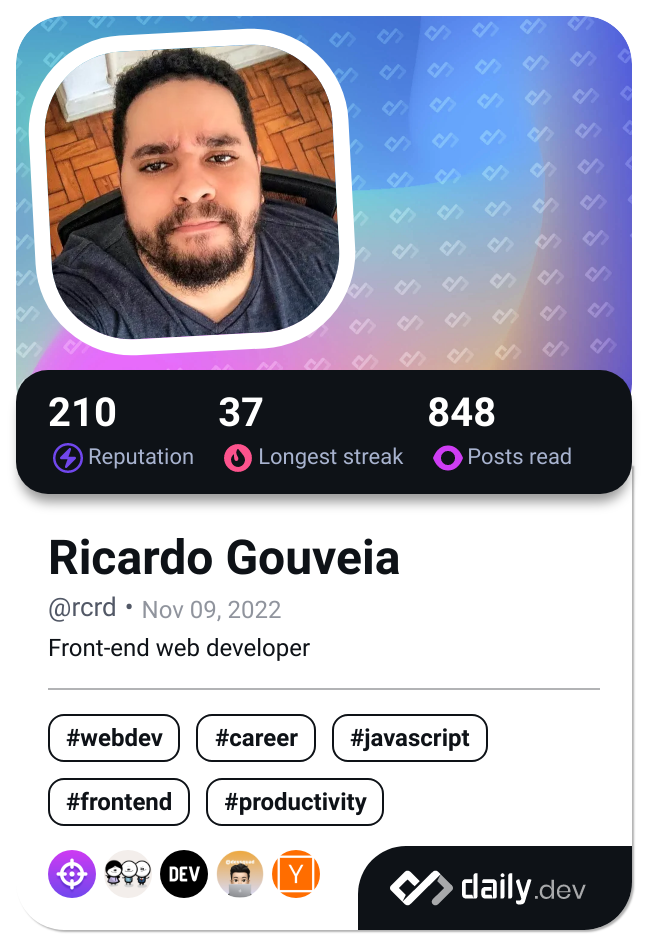 210 37 848
Reputation Longest streak Posts read
Ricardo Gouveia
@rcrd • Nov 09, 2022
Front-end web developer
#webdev #career #javascript
#frontend #productivity
DEV Y
daily.dev